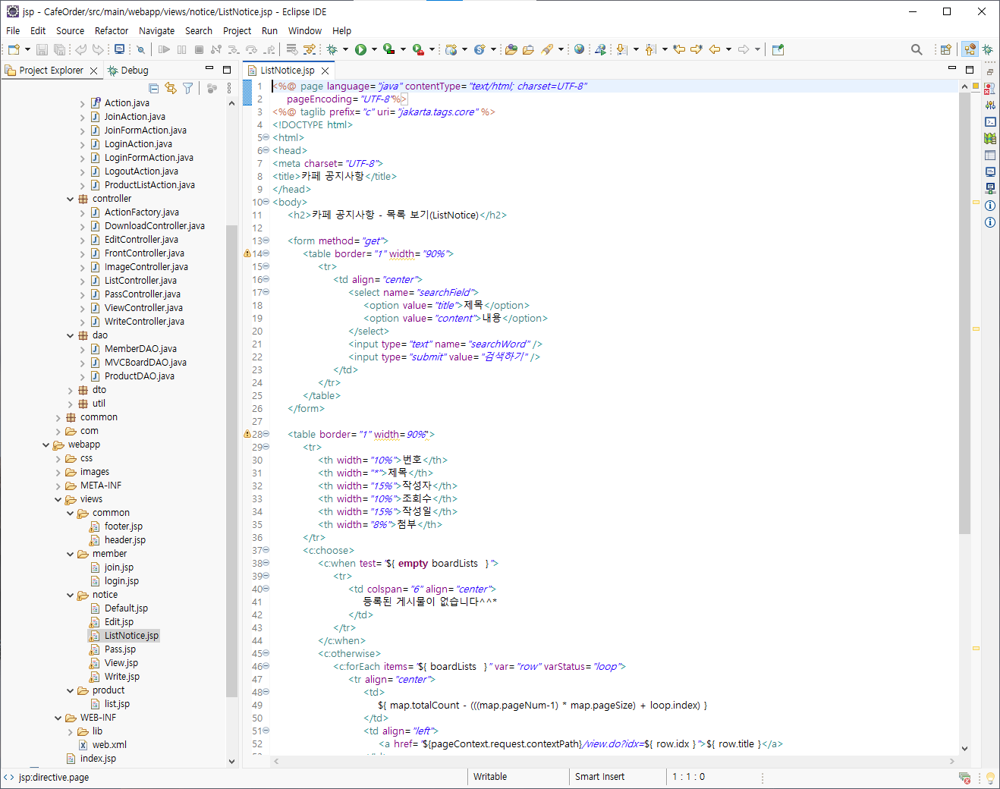 jsp - CafeOrder/src/main/webapp/views/notice/ListNotice.jsp - Eclipse IDE
File Edit Source Refactor Navigate Search Project Run Window Help
Project Explorer
Debug
Action.java
JoinAction.java
JoinFormAction.java
LoginAction.java
LoginFormAction.java
LogoutAction.java
ProductListAction.java
controller
ActionFactory.java
DownloadController.java
EditController.java
FrontController.java
ImageController.java
ListController.java
PassController.java
ViewController.java
WriteController.java
dao
MemberDAO.java
MVCBoardDAO.java
ProductDAO.java
dto
util
common
com
webapp
css
images
META-INF
views
common
footer.jsp
header.jsp
member
join.jsp
login.jsp
notice
Default.jsp
Edit.jsp
ListNotice.jsp
Pass.jsp
View.jsp
Write.jsp
product
list.jsp
WEB-INF
lib
web.xml
index.jsp
ListNotice.jsp
1 <%@ page language="java" contentType="text/html; charset=UTF-8"
2 pageEncoding="UTF-8"%>
3 <%@ taglib prefix="c" uri="jakarta.tags.core" %>
4 <!DOCTYPE html>
5 <html>
6 <head>
7 <meta charset="UTF-8">
8 <title>카페 공지사항</title>
9 </head>
10 <body>
11 <h2>카페 공지사항 - 목록 보기(ListNotice)</h2>
12
13 <form method="get">
14 <table border="1" width="90%">
15 <tr>
16 <td align="center">
17 <select name="searchField">
18 <option value="title">제목</option>
19 <option value="content">내용</option>
20 </select>
21 <input type="text" name="searchWord" />
22 <input type="submit" value="검색하기" />
23 </td>
24 </tr>
25 </table>
26 </form>
27
28 <table border="1" width=90%">
29 <tr>
30 <th width="10%">번호</th>
31 <th width="*">제목</th>
32 <th width="15%">작성자</th>
33 <th width="10%">조회수</th>
34 <th width="15%">작성일</th>
35 <th width="8%">첨부</th>
36 </tr>
37 <c:choose>
38 <c:when test="${ empty boardLists }">
39 <tr>
40 <td colspan="6" align="center">
41 등록된 게시물이 없습니다^^*
42 </td>
43 </tr>
44 </c:when>
45 <c:otherwise>
46 <c:forEach items="${ boardLists }" var="row" varStatus="loop">
47 <tr align="center">
48 <td>
49 ${ map.totalCount - (((map.pageNum-1) * map.pageSize) + loop.index) }
50 </td>
51 <td align="left">
52 <a href="${pageContext.request.contextPath}/view.do?idx=${ row.idx }">${ row.title }</a>
jsp:directive.page
Writable
Smart Insert
1 : 1 : 0